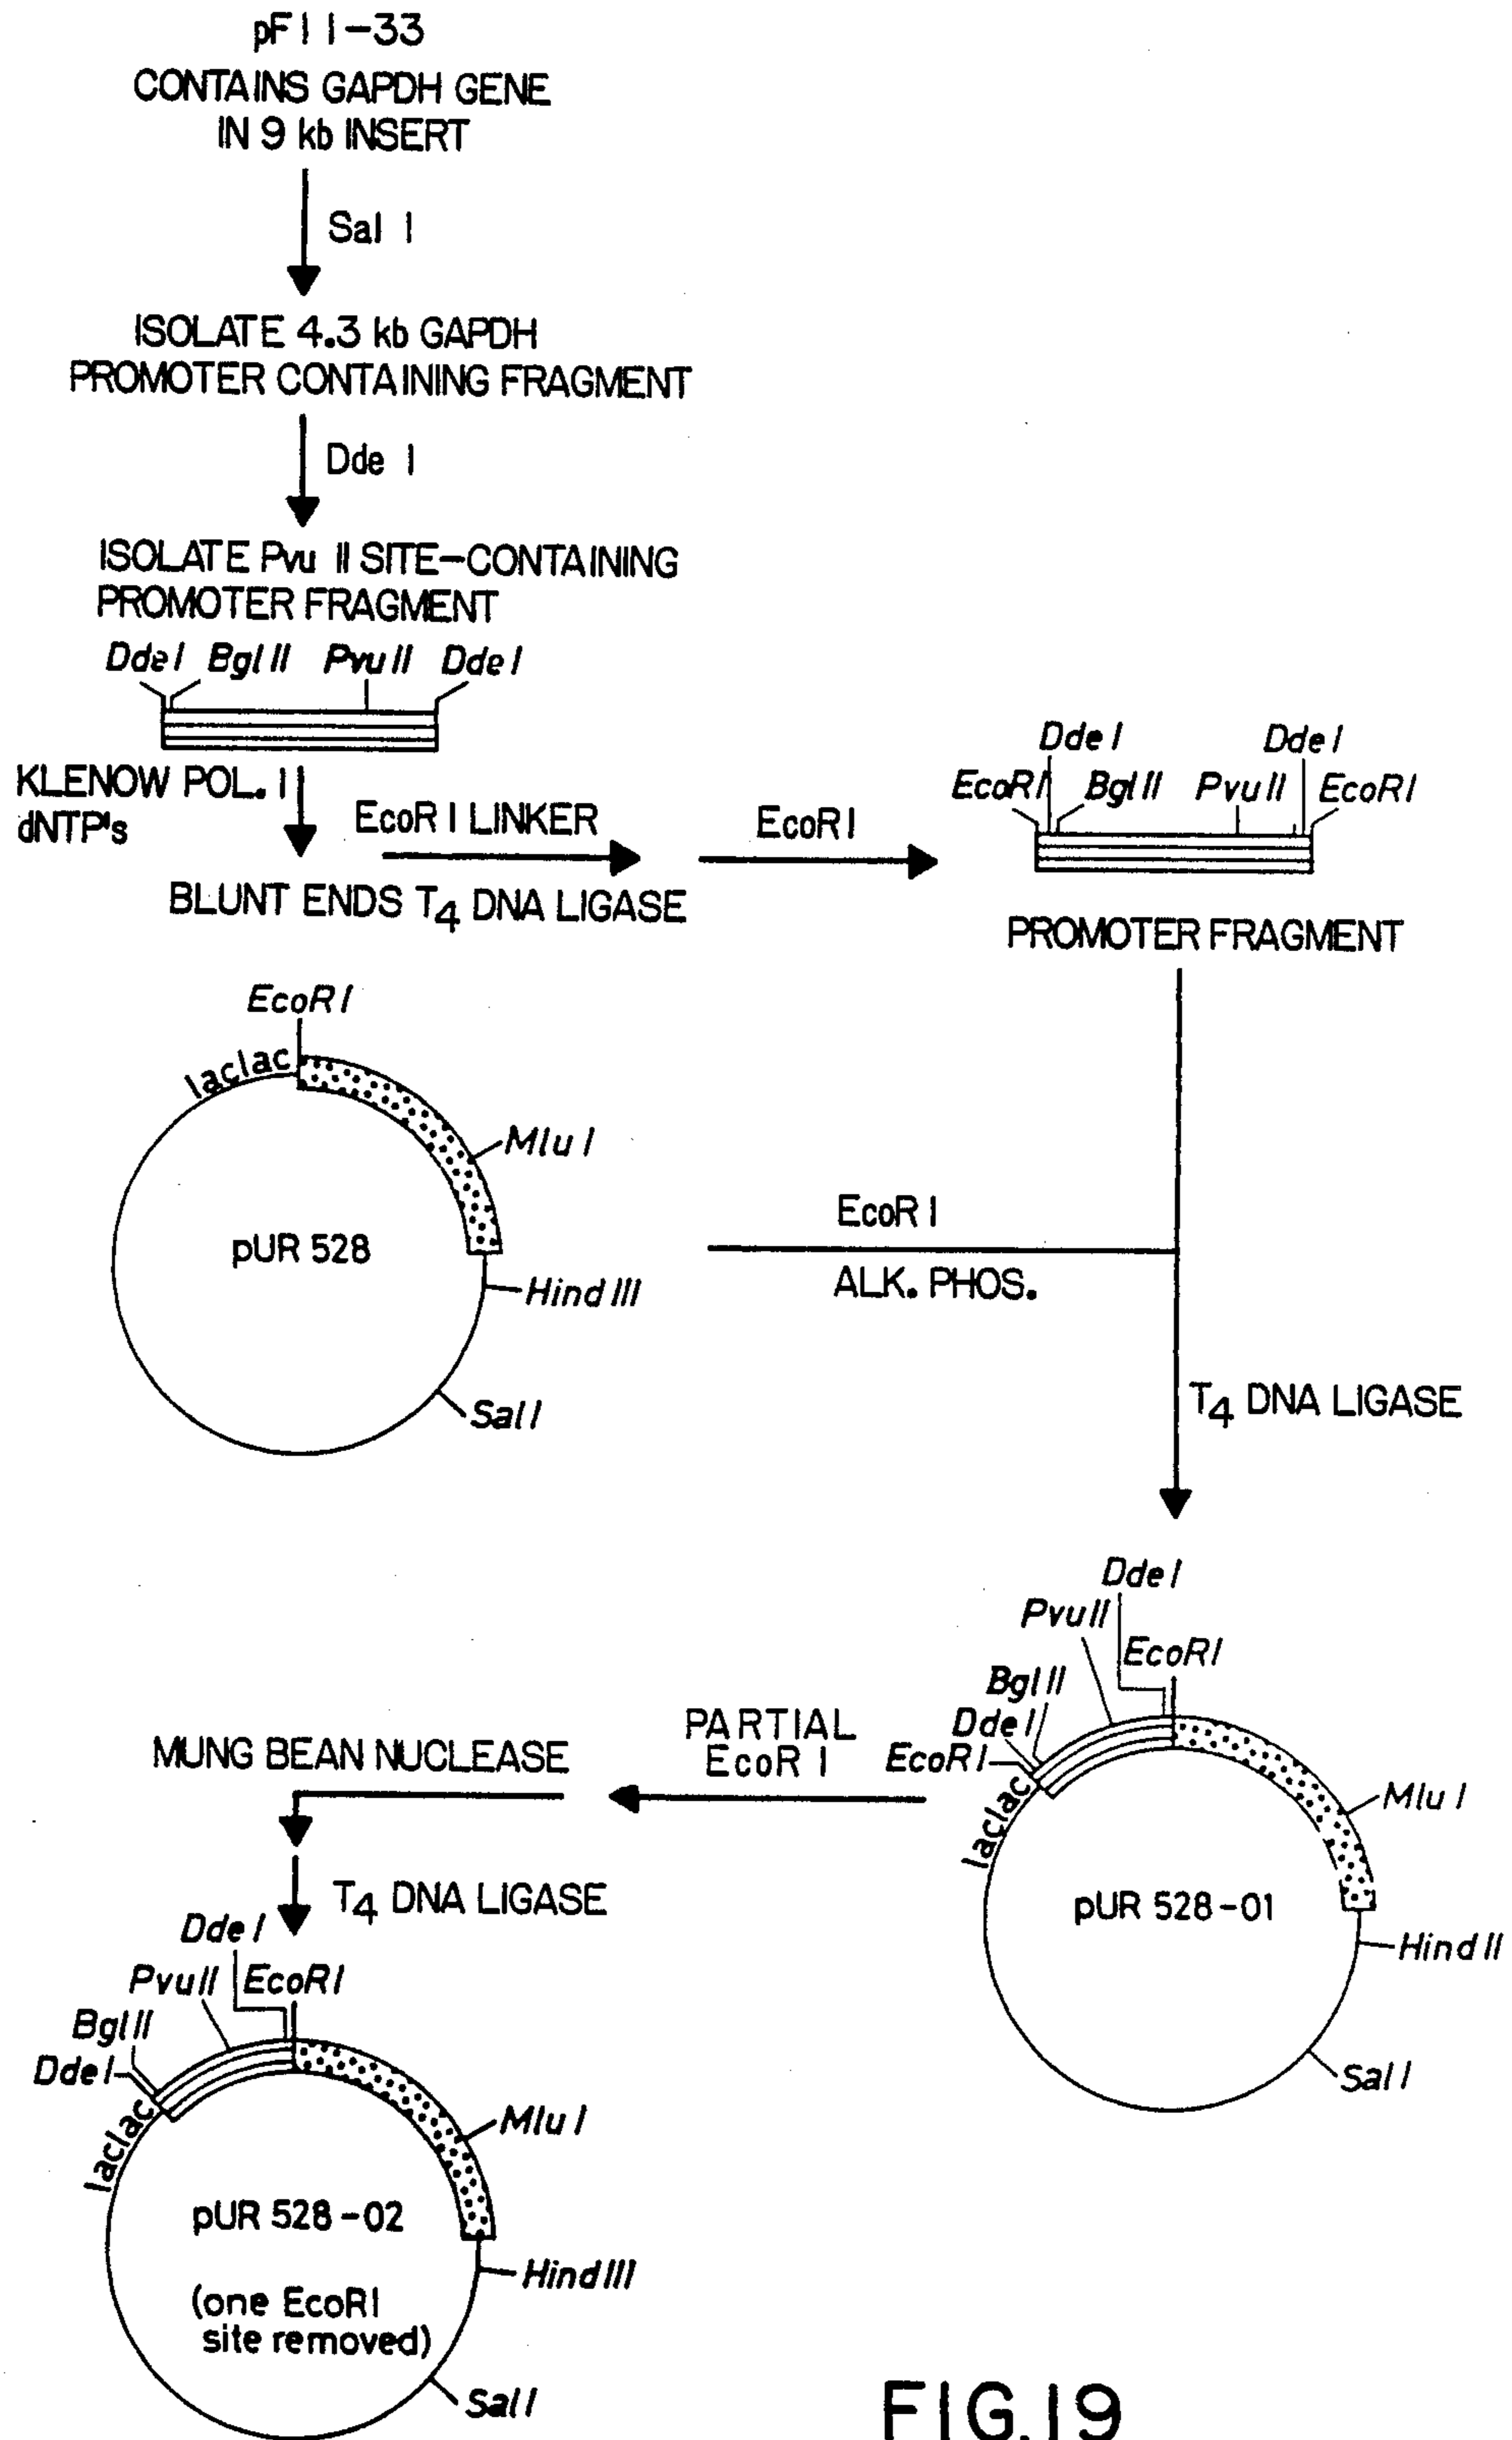 pF11-33
CONTAINS GAPDH GENE
IN 9 kb INSERT
Sal I
ISOLATE 4.3 kb GAPDH
PROMOTER CONTAINING FRAGMENT
Dde I
ISOLATE Pvu II SITE-CONTAINING
PROMOTER FRAGMENT
DdeI BglII PvuII DdeI
KLENOW POL. I
dNTP's
EcoRI LINKER
BLUNT ENDS T4 DNA LIGASE
EcoRI
DdeI DdeI
EcoRI BglII PvuII EcoRI
PROMOTER FRAGMENT
EcoRI
laclac
MluI
pUR 528
HindIII
SalI
EcoRI
ALK. PHOS.
T4 DNA LIGASE
DdeI
PvuII
EcoRI
BglII
DdeI
EcoRI
laclac
MluI
pUR 528-01
HindII
SalI
PARTIAL
EcoRI
MUNG BEAN NUCLEASE
T4 DNA LIGASE
DdeI
PvuII EcoRI
BglII
DdeI
laclac
MluI
pUR 528-02
HindIII
(one EcoRI
site removed)
SalI
FIG.19